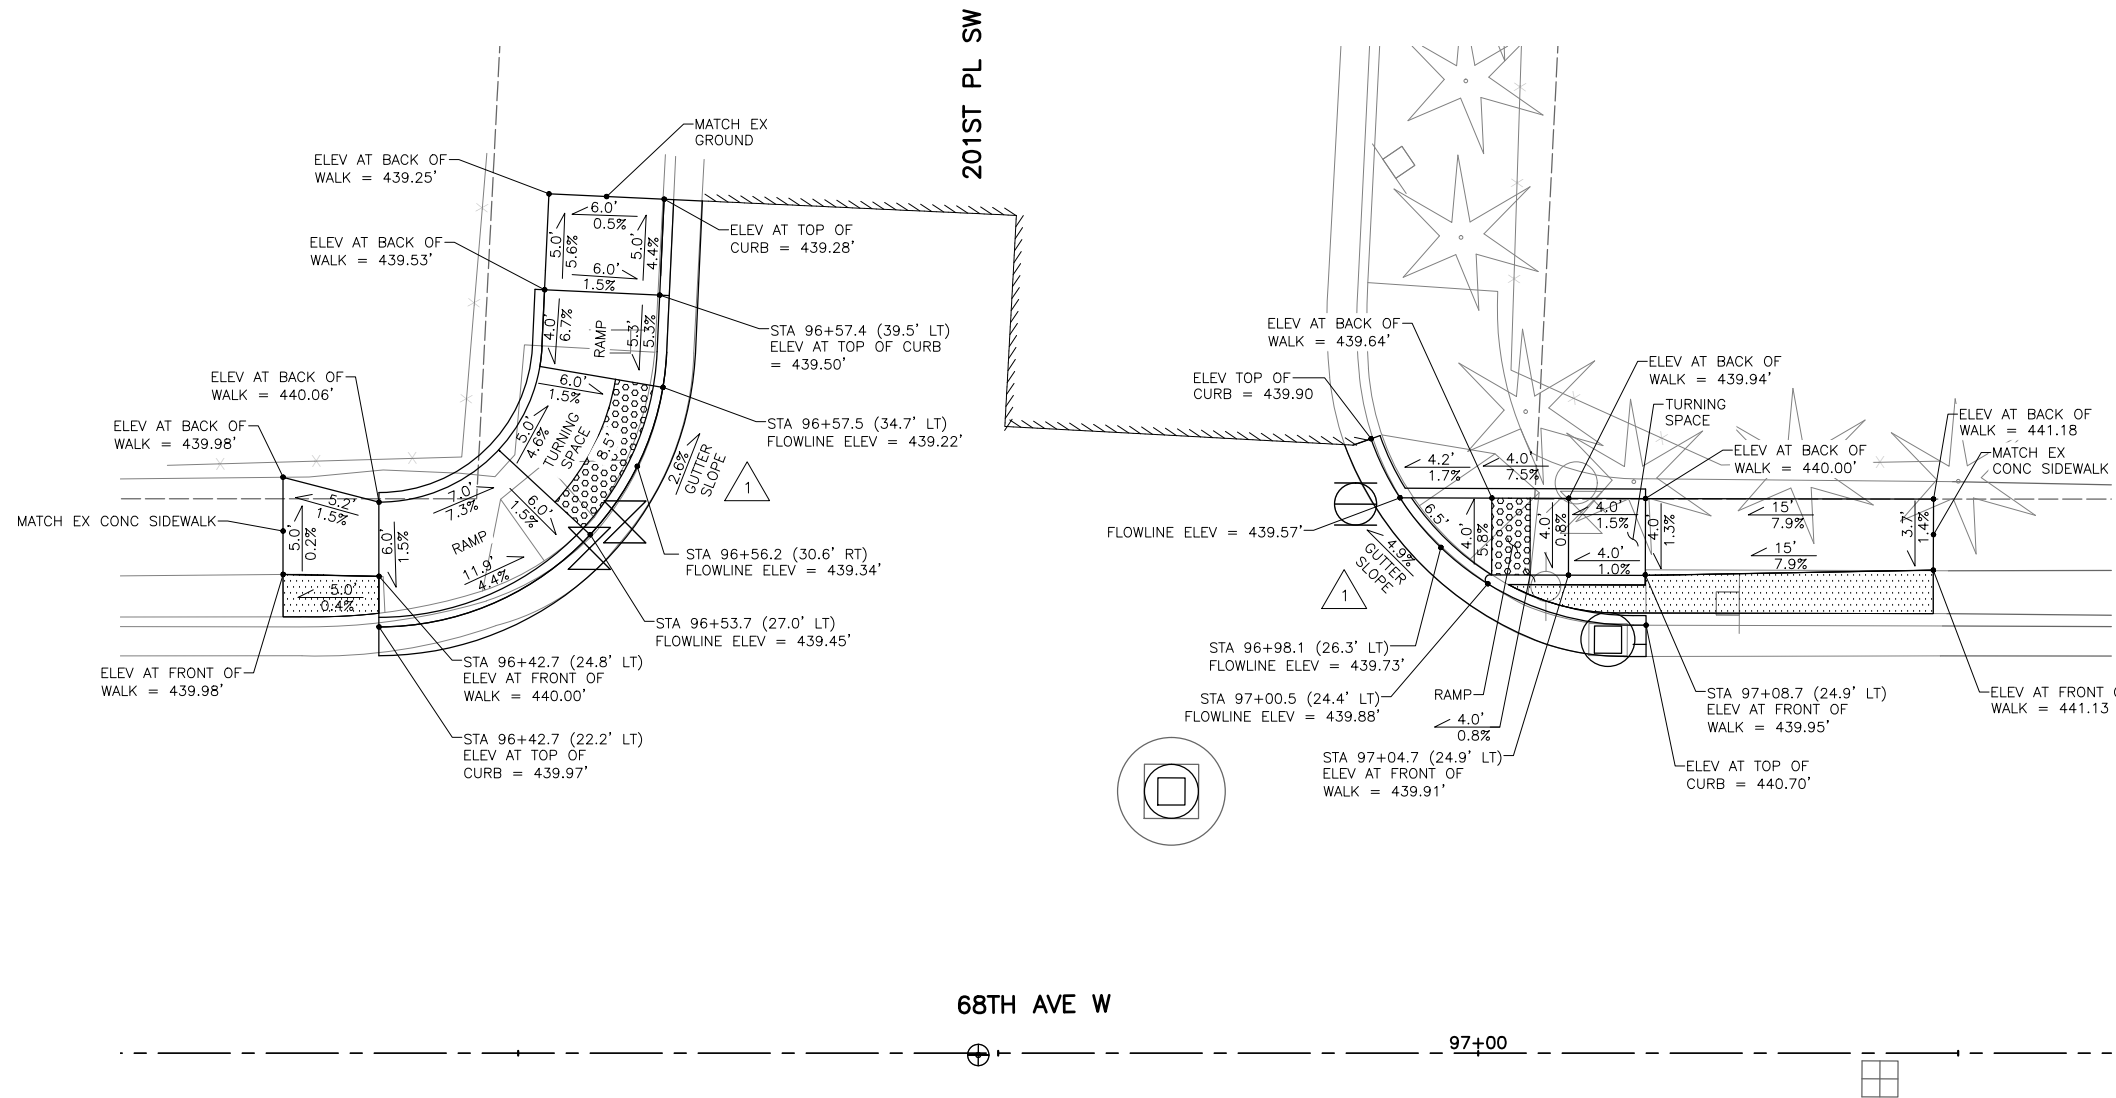 201ST PL SW
MATCH EX
GROUND
ELEV AT BACK OF
WALK = 439.25'
6.0'
0.5%
5.0'
5.6%
5.0'
4.4%
6.0'
1.5%
ELEV AT TOP OF
CURB = 439.28'
ELEV AT BACK OF
WALK = 439.53'
4.0'
6.7%
RAMP
5.3'
5.3%
STA 96+57.4 (39.5' LT)
ELEV AT TOP OF CURB
= 439.50'
ELEV AT BACK OF
WALK = 440.06'
6.0'
1.5%
5.0'
4.6%
TURNING
SPACE
8.5'
STA 96+57.5 (34.7' LT)
FLOWLINE ELEV = 439.22'
2.6%
GUTTER
SLOPE
1
ELEV AT BACK OF
WALK = 439.98'
5.2'
1.5%
7.0'
7.3%
6.0'
1.5%
MATCH EX CONC SIDEWALK
5.0'
0.2%
6.0'
1.5%
RAMP
11.9'
4.4%
5.0'
0.4%
STA 96+56.2 (30.6' RT)
FLOWLINE ELEV = 439.34'
STA 96+53.7 (27.0' LT)
FLOWLINE ELEV = 439.45'
ELEV AT FRONT OF
WALK = 439.98'
STA 96+42.7 (24.8' LT)
ELEV AT FRONT OF
WALK = 440.00'
STA 96+42.7 (22.2' LT)
ELEV AT TOP OF
CURB = 439.97'
ELEV AT BACK OF
WALK = 439.64'
ELEV TOP OF
CURB = 439.90
ELEV AT BACK OF
WALK = 439.94'
TURNING
SPACE
ELEV AT BACK OF
WALK = 440.00'
ELEV AT BACK OF
WALK = 441.18
MATCH EX
CONC SIDEWALK
4.2'
1.7%
4.0'
7.5%
FLOWLINE ELEV = 439.57'
6.5'
4.0'
5.8%
4.0'
0.8%
4.0'
1.5%
4.0'
1.0%
4.0'
1.3%
15'
7.9%
15'
7.9%
3.7'
1.4%
4.9%
GUTTER
SLOPE
1
STA 96+98.1 (26.3' LT)
FLOWLINE ELEV = 439.73'
STA 97+00.5 (24.4' LT)
FLOWLINE ELEV = 439.88'
RAMP
4.0'
0.8%
STA 97+04.7 (24.9' LT)
ELEV AT FRONT OF
WALK = 439.91'
STA 97+08.7 (24.9' LT)
ELEV AT FRONT OF
WALK = 439.95'
ELEV AT TOP OF
CURB = 440.70'
ELEV AT FRONT
WALK = 441.13
68TH AVE W
97+00